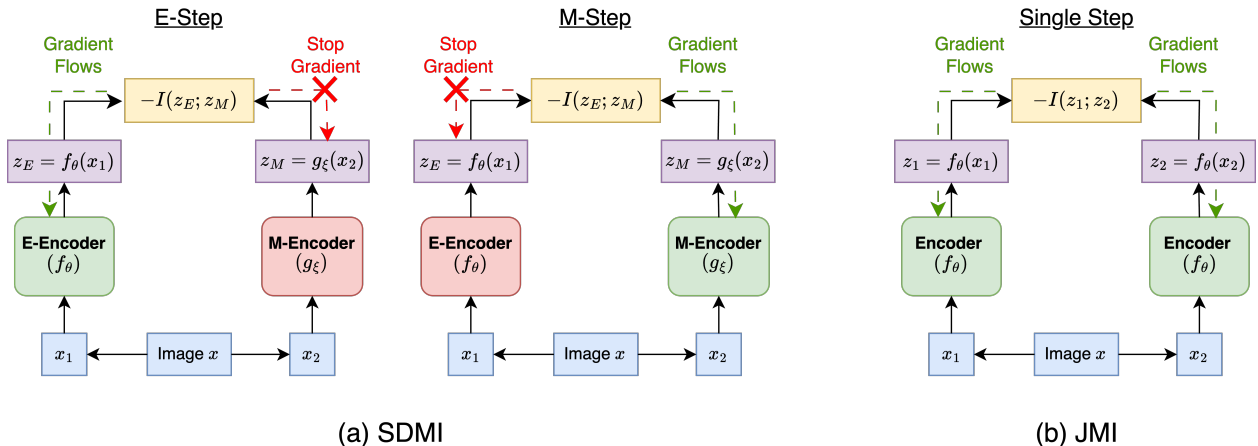 E-Step
Gradient
Flows
Stop
Gradient
−I(z_E; z_M)
z_E = f_θ(x_1)
z_M = g_ξ(x_2)
E-Encoder
(f_θ)
M-Encoder
(g_ξ)
x_1
Image x
x_2
M-Step
Stop
Gradient
Gradient
Flows
−I(z_E; z_M)
z_E = f_θ(x_1)
z_M = g_ξ(x_2)
E-Encoder
(f_θ)
M-Encoder
(g_ξ)
x_1
Image x
x_2
(a) SDMI
Single Step
Gradient
Flows
Gradient
Flows
−I(z_1; z_2)
z_1 = f_θ(x_1)
z_2 = f_θ(x_2)
Encoder
(f_θ)
Encoder
(f_θ)
x_1
Image x
x_2
(b) JMI